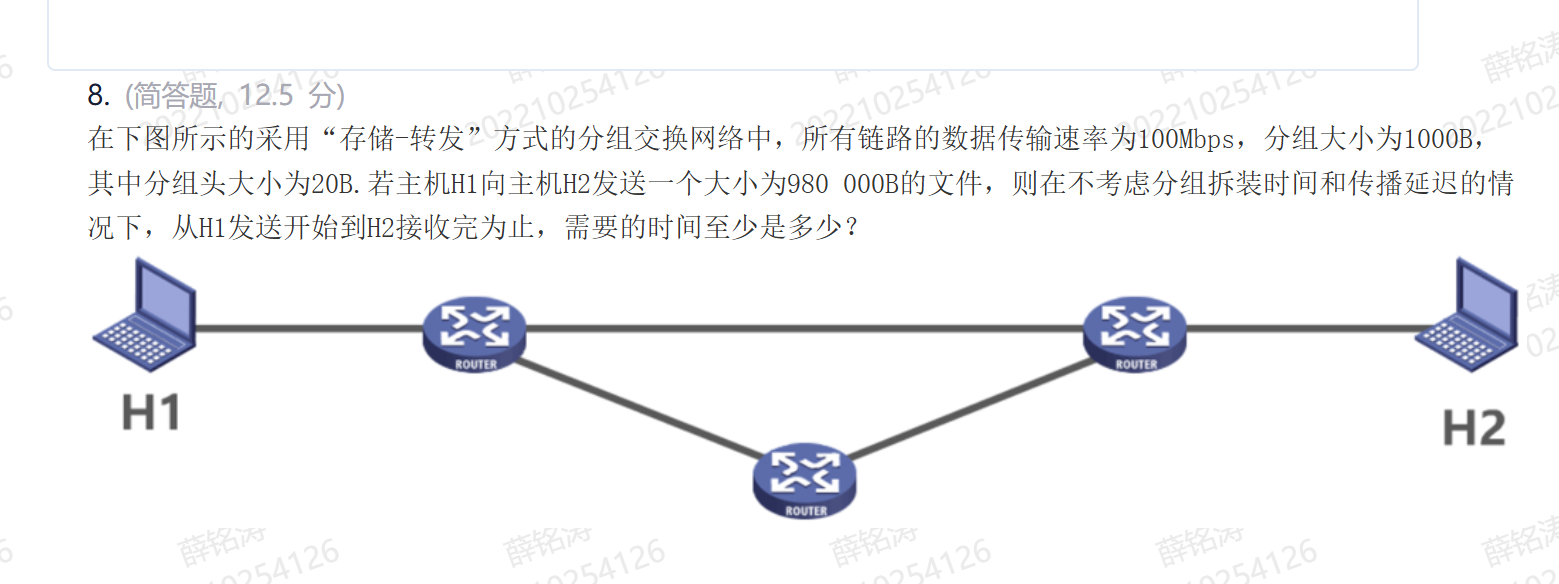 8. (简答题, 12.5 分)
在下图所示的采用“存储-转发”方式的分组交换网络中，所有链路的数据传输速率为100Mbps，分组大小为1000B，
其中分组头大小为20B.若主机H1向主机H2发送一个大小为980 000B的文件，则在不考虑分组拆装时间和传播延迟的情
况下，从H1发送开始到H2接收完为止，需要的时间至少是多少？
ROUTER
ROUTER
H1
H2
ROUTER
薛铭涛
202210254126